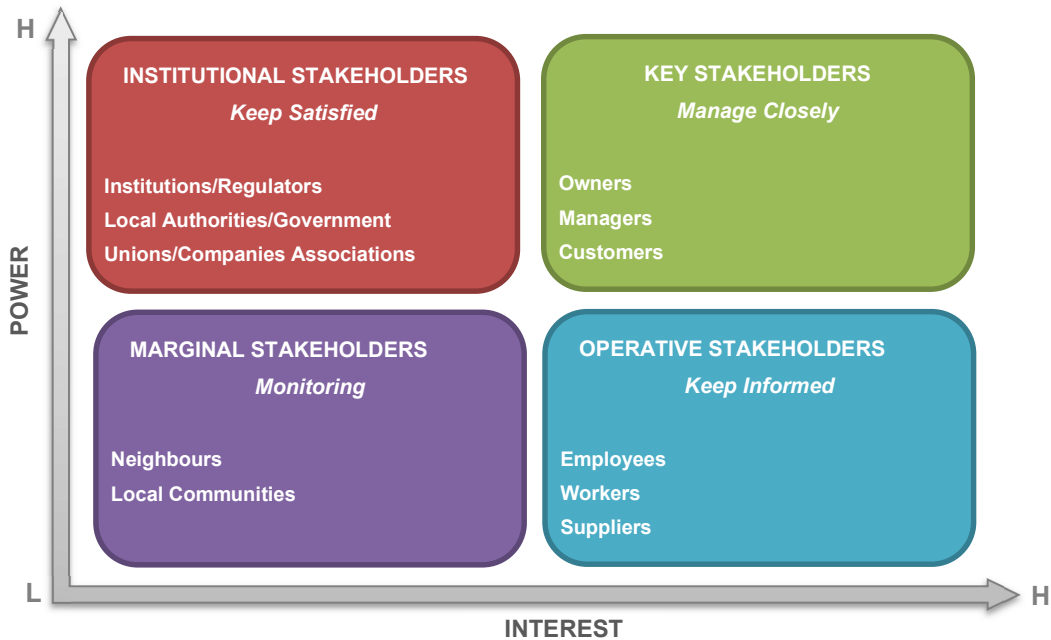 H
INSTITUTIONAL STAKEHOLDERS
Keep Satisfied
Institutions/Regulators
Local Authorities/Government
Unions/Companies Associations
KEY STAKEHOLDERS
Manage Closely
Owners
Managers
Customers
POWER
MARGINAL STAKEHOLDERS
Monitoring
Neighbours
Local Communities
OPERATIVE STAKEHOLDERS
Keep Informed
Employees
Workers
Suppliers
L
H
INTEREST